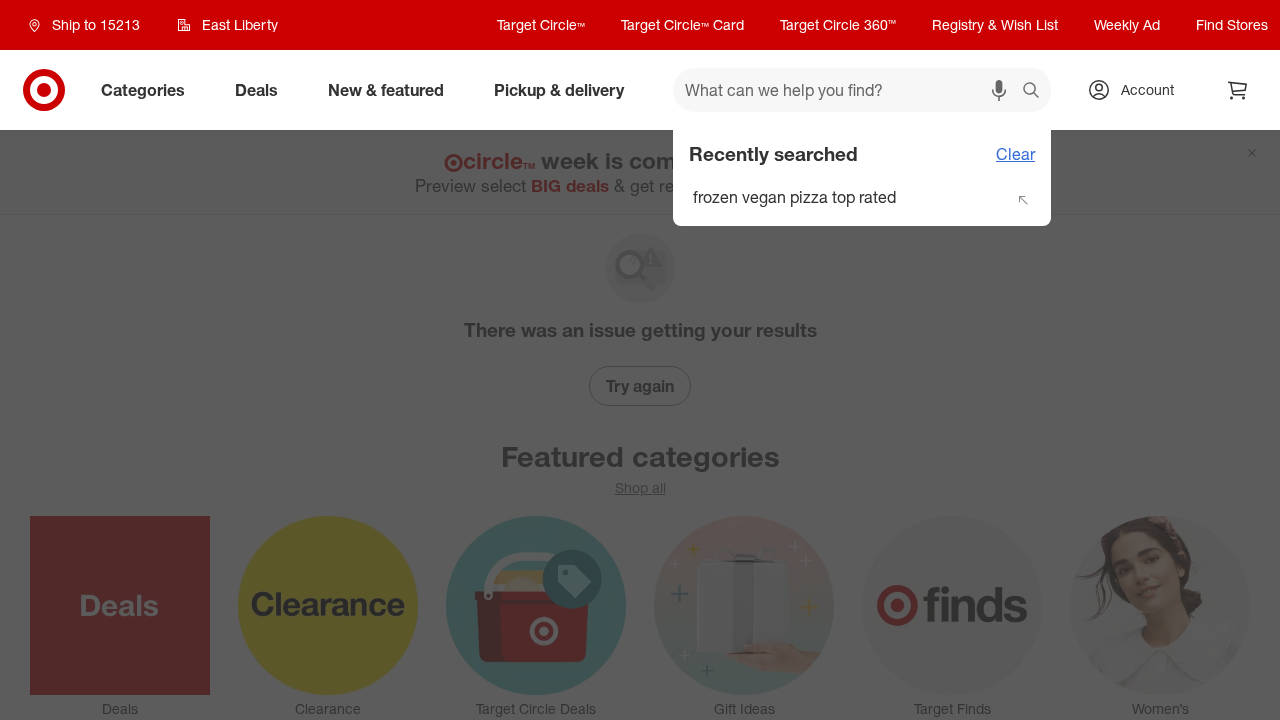 Ship to 15213
East Liberty
Target Circle™
Target Circle™ Card
Target Circle 360™
Registry & Wish List
Weekly Ad
Find Stores
Categories
Deals
New & featured
Pickup & delivery
What can we help you find?
Account
Recently searched
Clear
frozen vegan pizza top rated
circle™ week is com
Preview select BIG deals & get re
There was an issue getting your results
Try again
Featured categories
Shop all
Deals
Clearance
finds
Deals
Clearance
Target Circle Deals
Gift Ideas
Target Finds
Women's